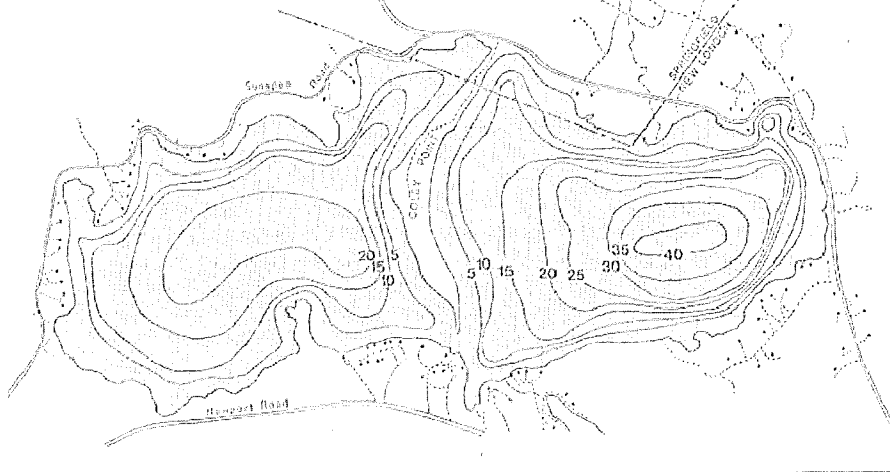 SPRINGFIELD
NEW LONDON
Sunapee Road
COLBY POINT
35
20 5
15
10
5 10 15 20 25 30 40
Newport Road